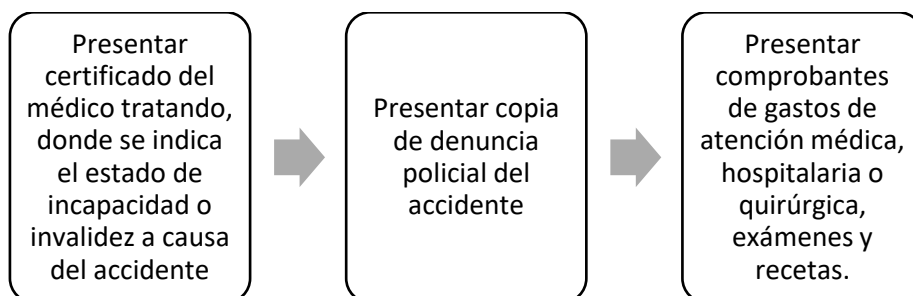 Presentar
certificado del
médico tratando,
donde se indica
el estado de
incapacidad o
invalidez a causa
del accidente
Presentar copia
de denuncia
policial del
accidente
Presentar
comprobantes
de gastos de
atención médica,
hospitalaria o
quirúrgica,
exámenes y
recetas.